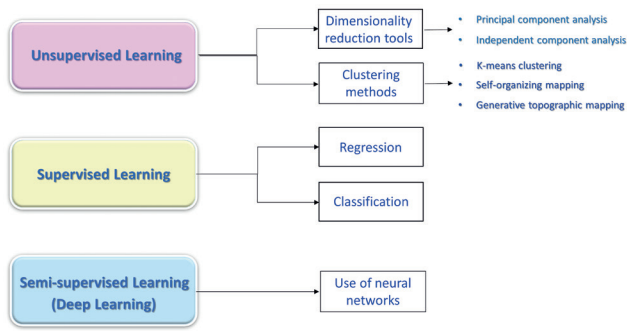 Unsupervised Learning
Dimensionality
reduction tools
• Principal component analysis
• Independent component analysis
Clustering
methods
• K-means clustering
• Self-organizing mapping
• Generative topographic mapping
Supervised Learning
Regression
Classification
Semi-supervised Learning
(Deep Learning)
Use of neural
networks